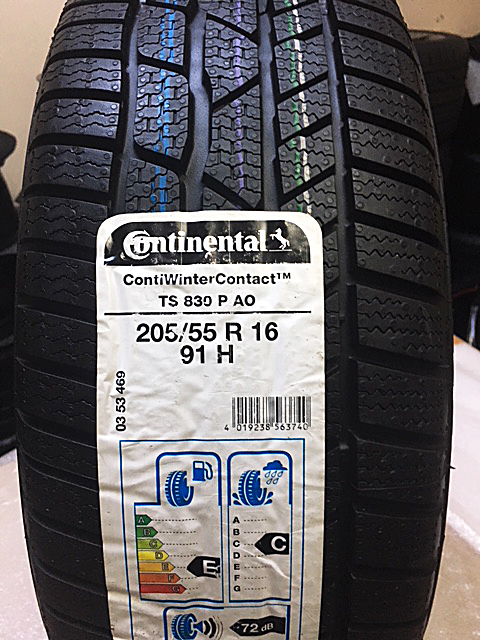 Continental
ContiWinterContact™
TS 830 P AO
205/55 R 16
91 H
03 53 469
4 019238 563740
A
B
C
D
E
F
G
E
A
B
C
D
E
F
G
C
72 dB